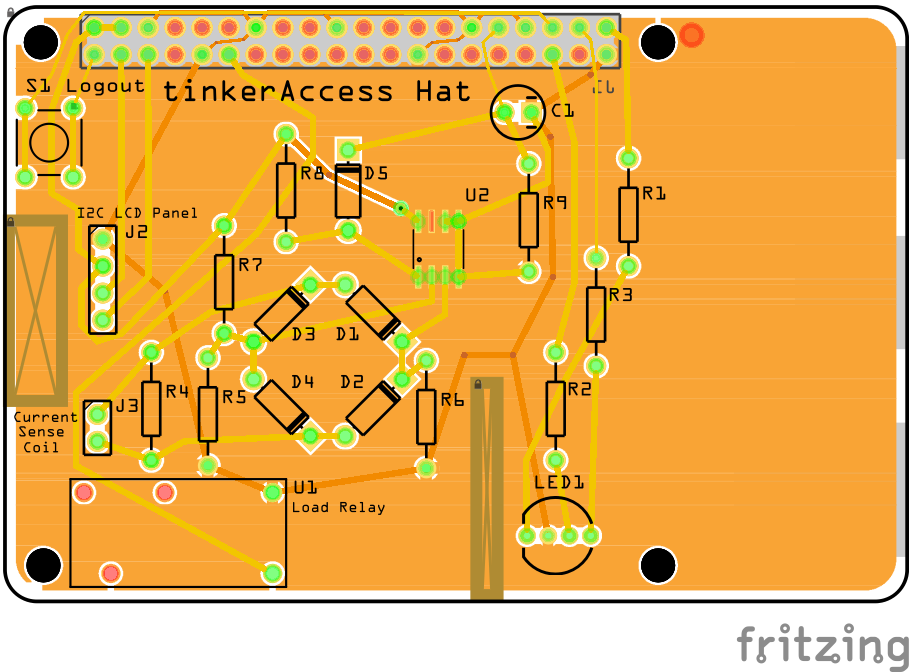 S1 Logout
tinkerAccess Hat
J1
C1
R8
D5
U2
R9
R1
I2C LCD Panel
J2
R7
R3
D3
D1
D4
D2
R4
R5
R6
R2
J3
Current
Sense
Coil
U1
LED1
Load Relay
fritzing